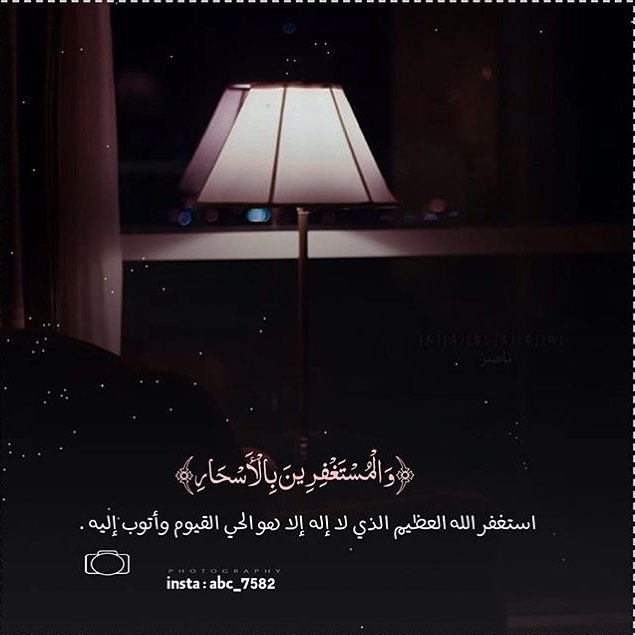 ناصر
﴿وَالْمُسْتَغْفِرِينَ بِالْأَسْحَارِ﴾
استغفر الله العظيم الذي لا إله إلا هو الحي القيوم وأتوب إليه .
PHOTOGRAPHY
insta : abc_7582